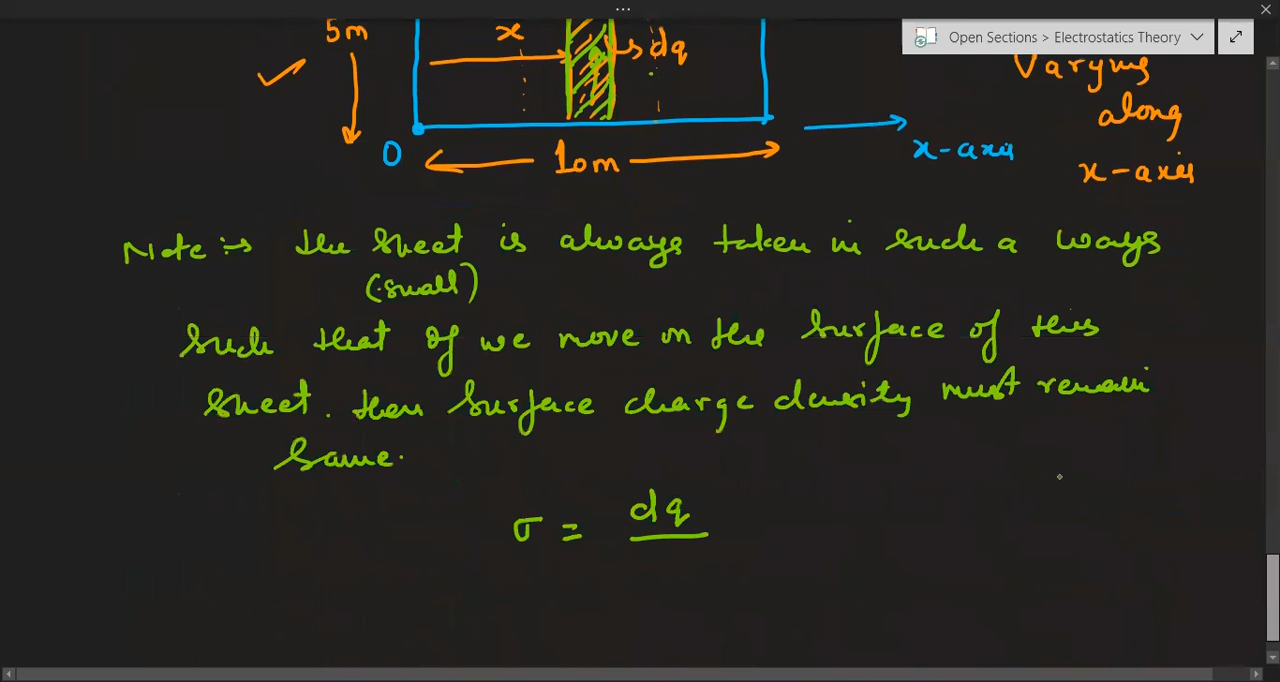 ...
5m
x
dq
Open Sections > Electrostatics Theory
Varying
along
x-axis
0
10m
x-axis
Note :→ the sheet is always taken in such a ways
(small)
such that if we move on the surface of this
sheet. then surface charge density must remain
same.
σ = dq